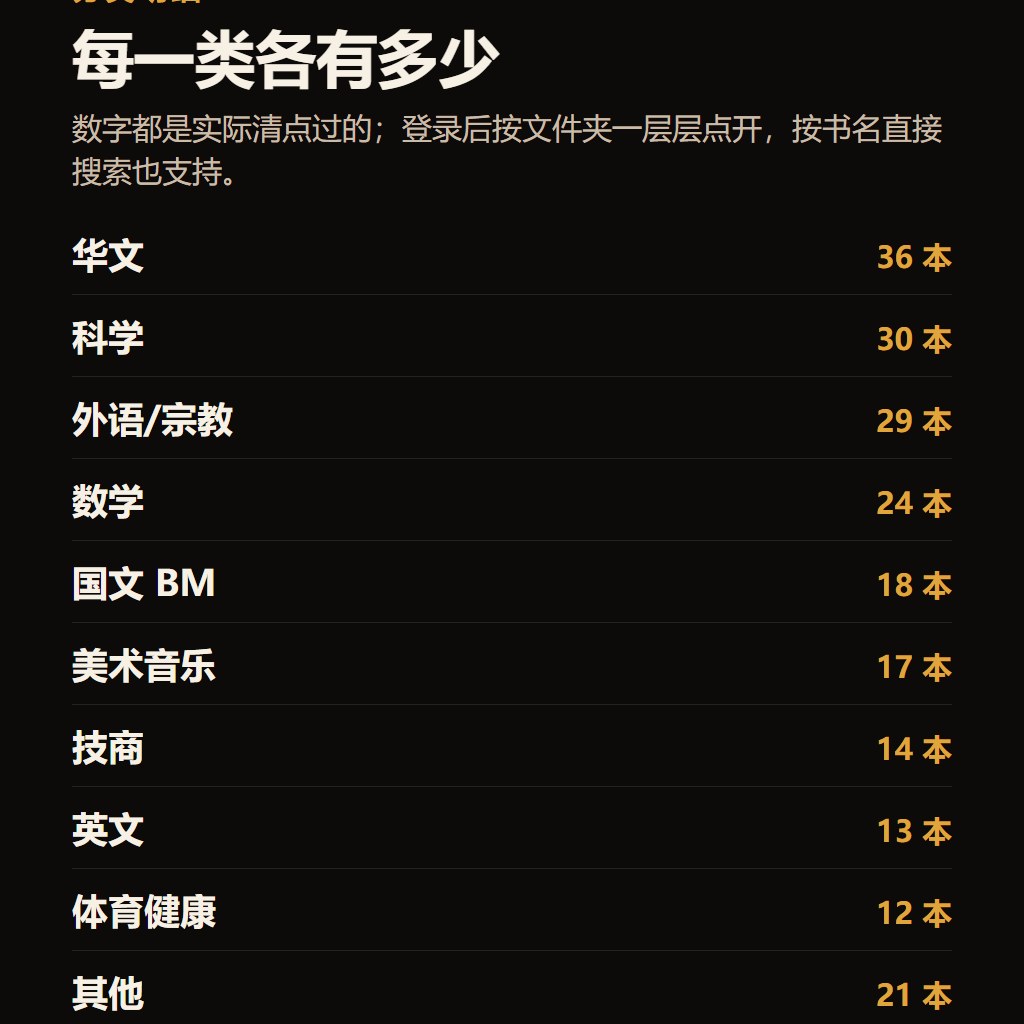 每一类各有多少
数字都是实际清点过的；登录后按文件夹一层层点开，按书名直接
搜索也支持。
华文 36 本
科学 30 本
外语/宗教 29 本
数学 24 本
国文 BM 18 本
美术音乐 17 本
技商 14 本
英文 13 本
体育健康 12 本
其他 21 本